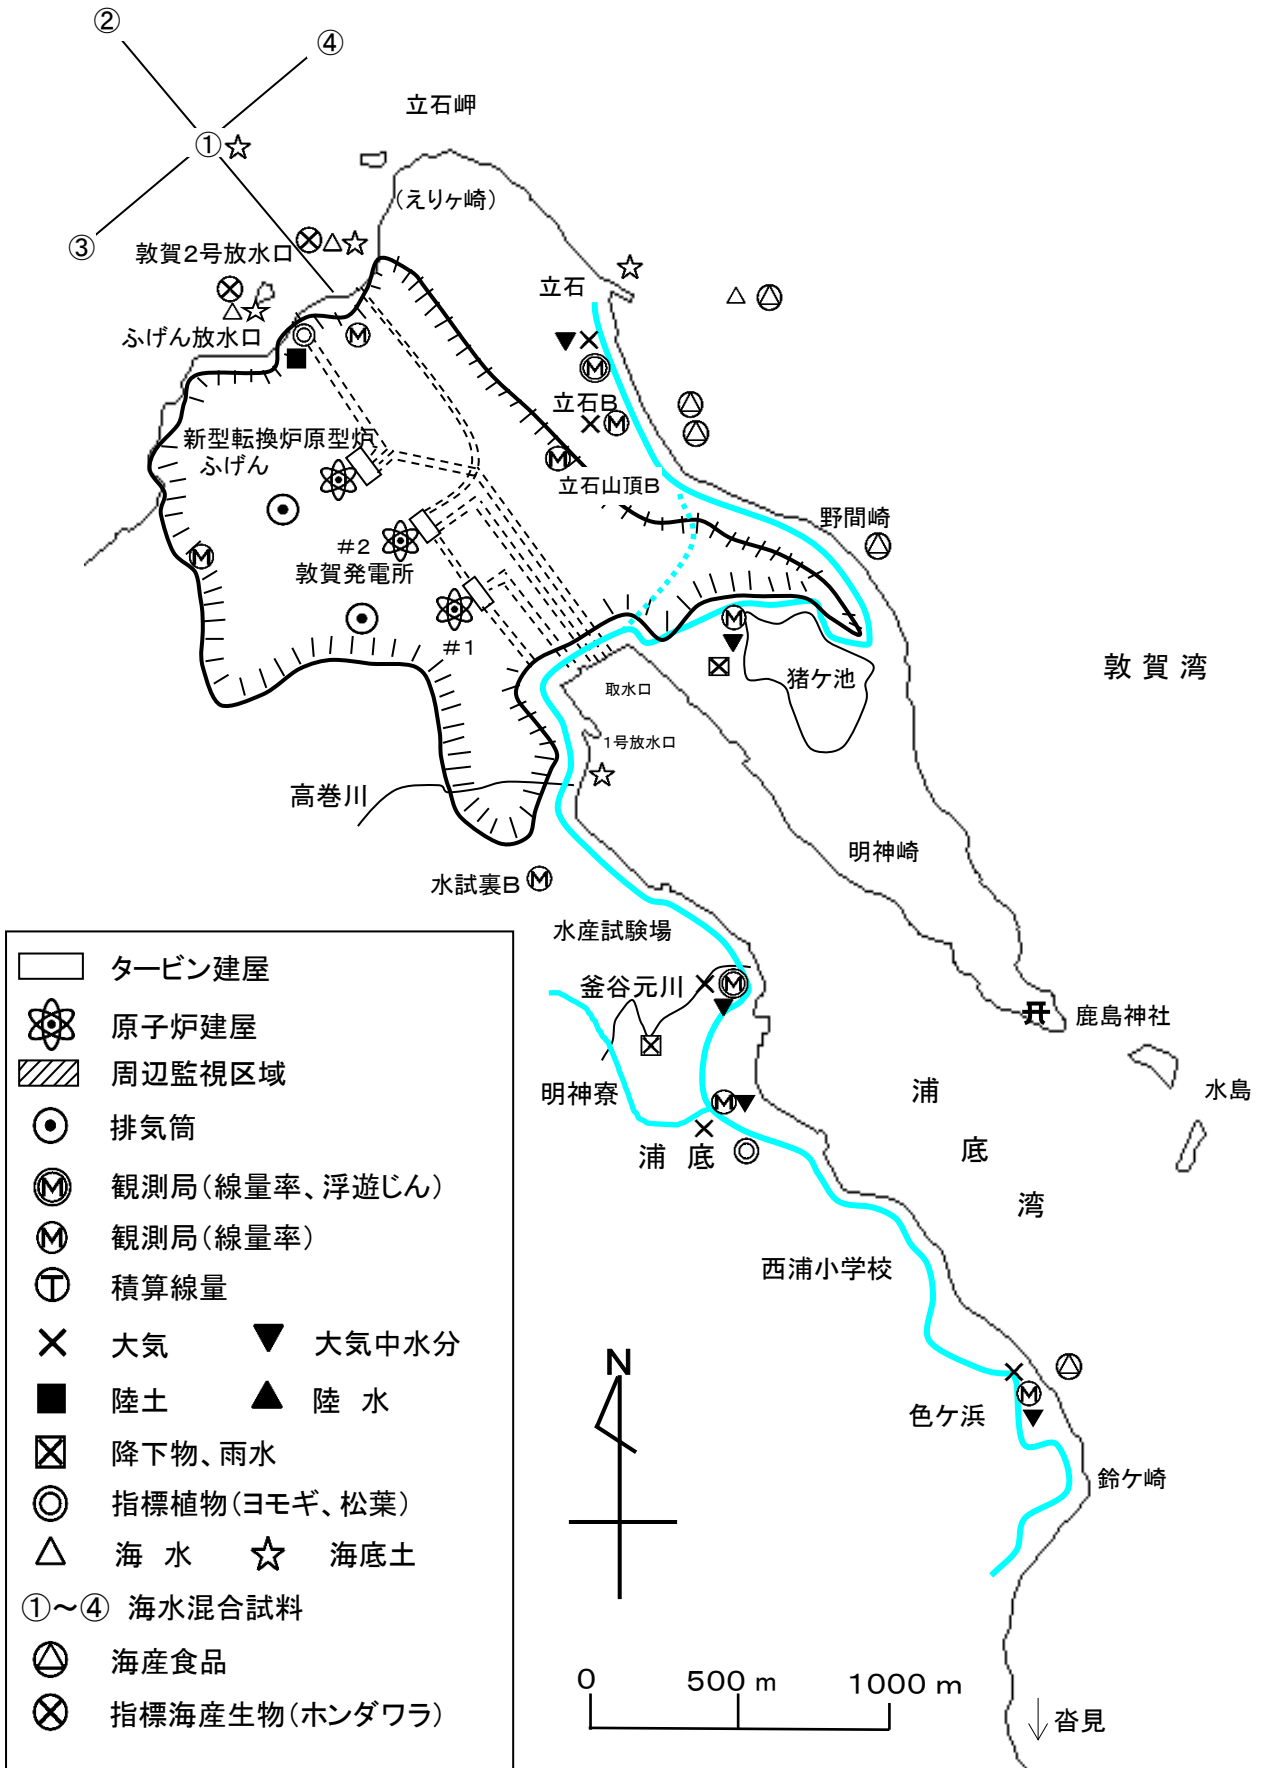 ②
④
立石岬
①
(えりヶ崎)
③
敦賀2号放水口
立石
ふげん放水口
立石B
新型転換炉原型炉
ふげん
立石山頂B
野間崎
#2
敦賀発電所
#1
敦 賀 湾
猪ケ池
取水口
1号放水口
高巻川
明神崎
水試裏B
水産試験場
釜谷元川
鹿島神社
明神寮
浦
水島
浦 底
底
湾
西浦小学校
色ケ浜
鈴ケ崎
タービン建屋
原子炉建屋
周辺監視区域
排気筒
M 観測局(線量率、浮遊じん)
M 観測局(線量率)
T 積算線量
大気 大気中水分
陸土 陸 水
降下物、雨水
指標植物(ヨモギ、松葉)
海 水 海底土
①~④ 海水混合試料
海産食品
指標海産生物(ホンダワラ)
N
0 500 m 1000 m
沓見